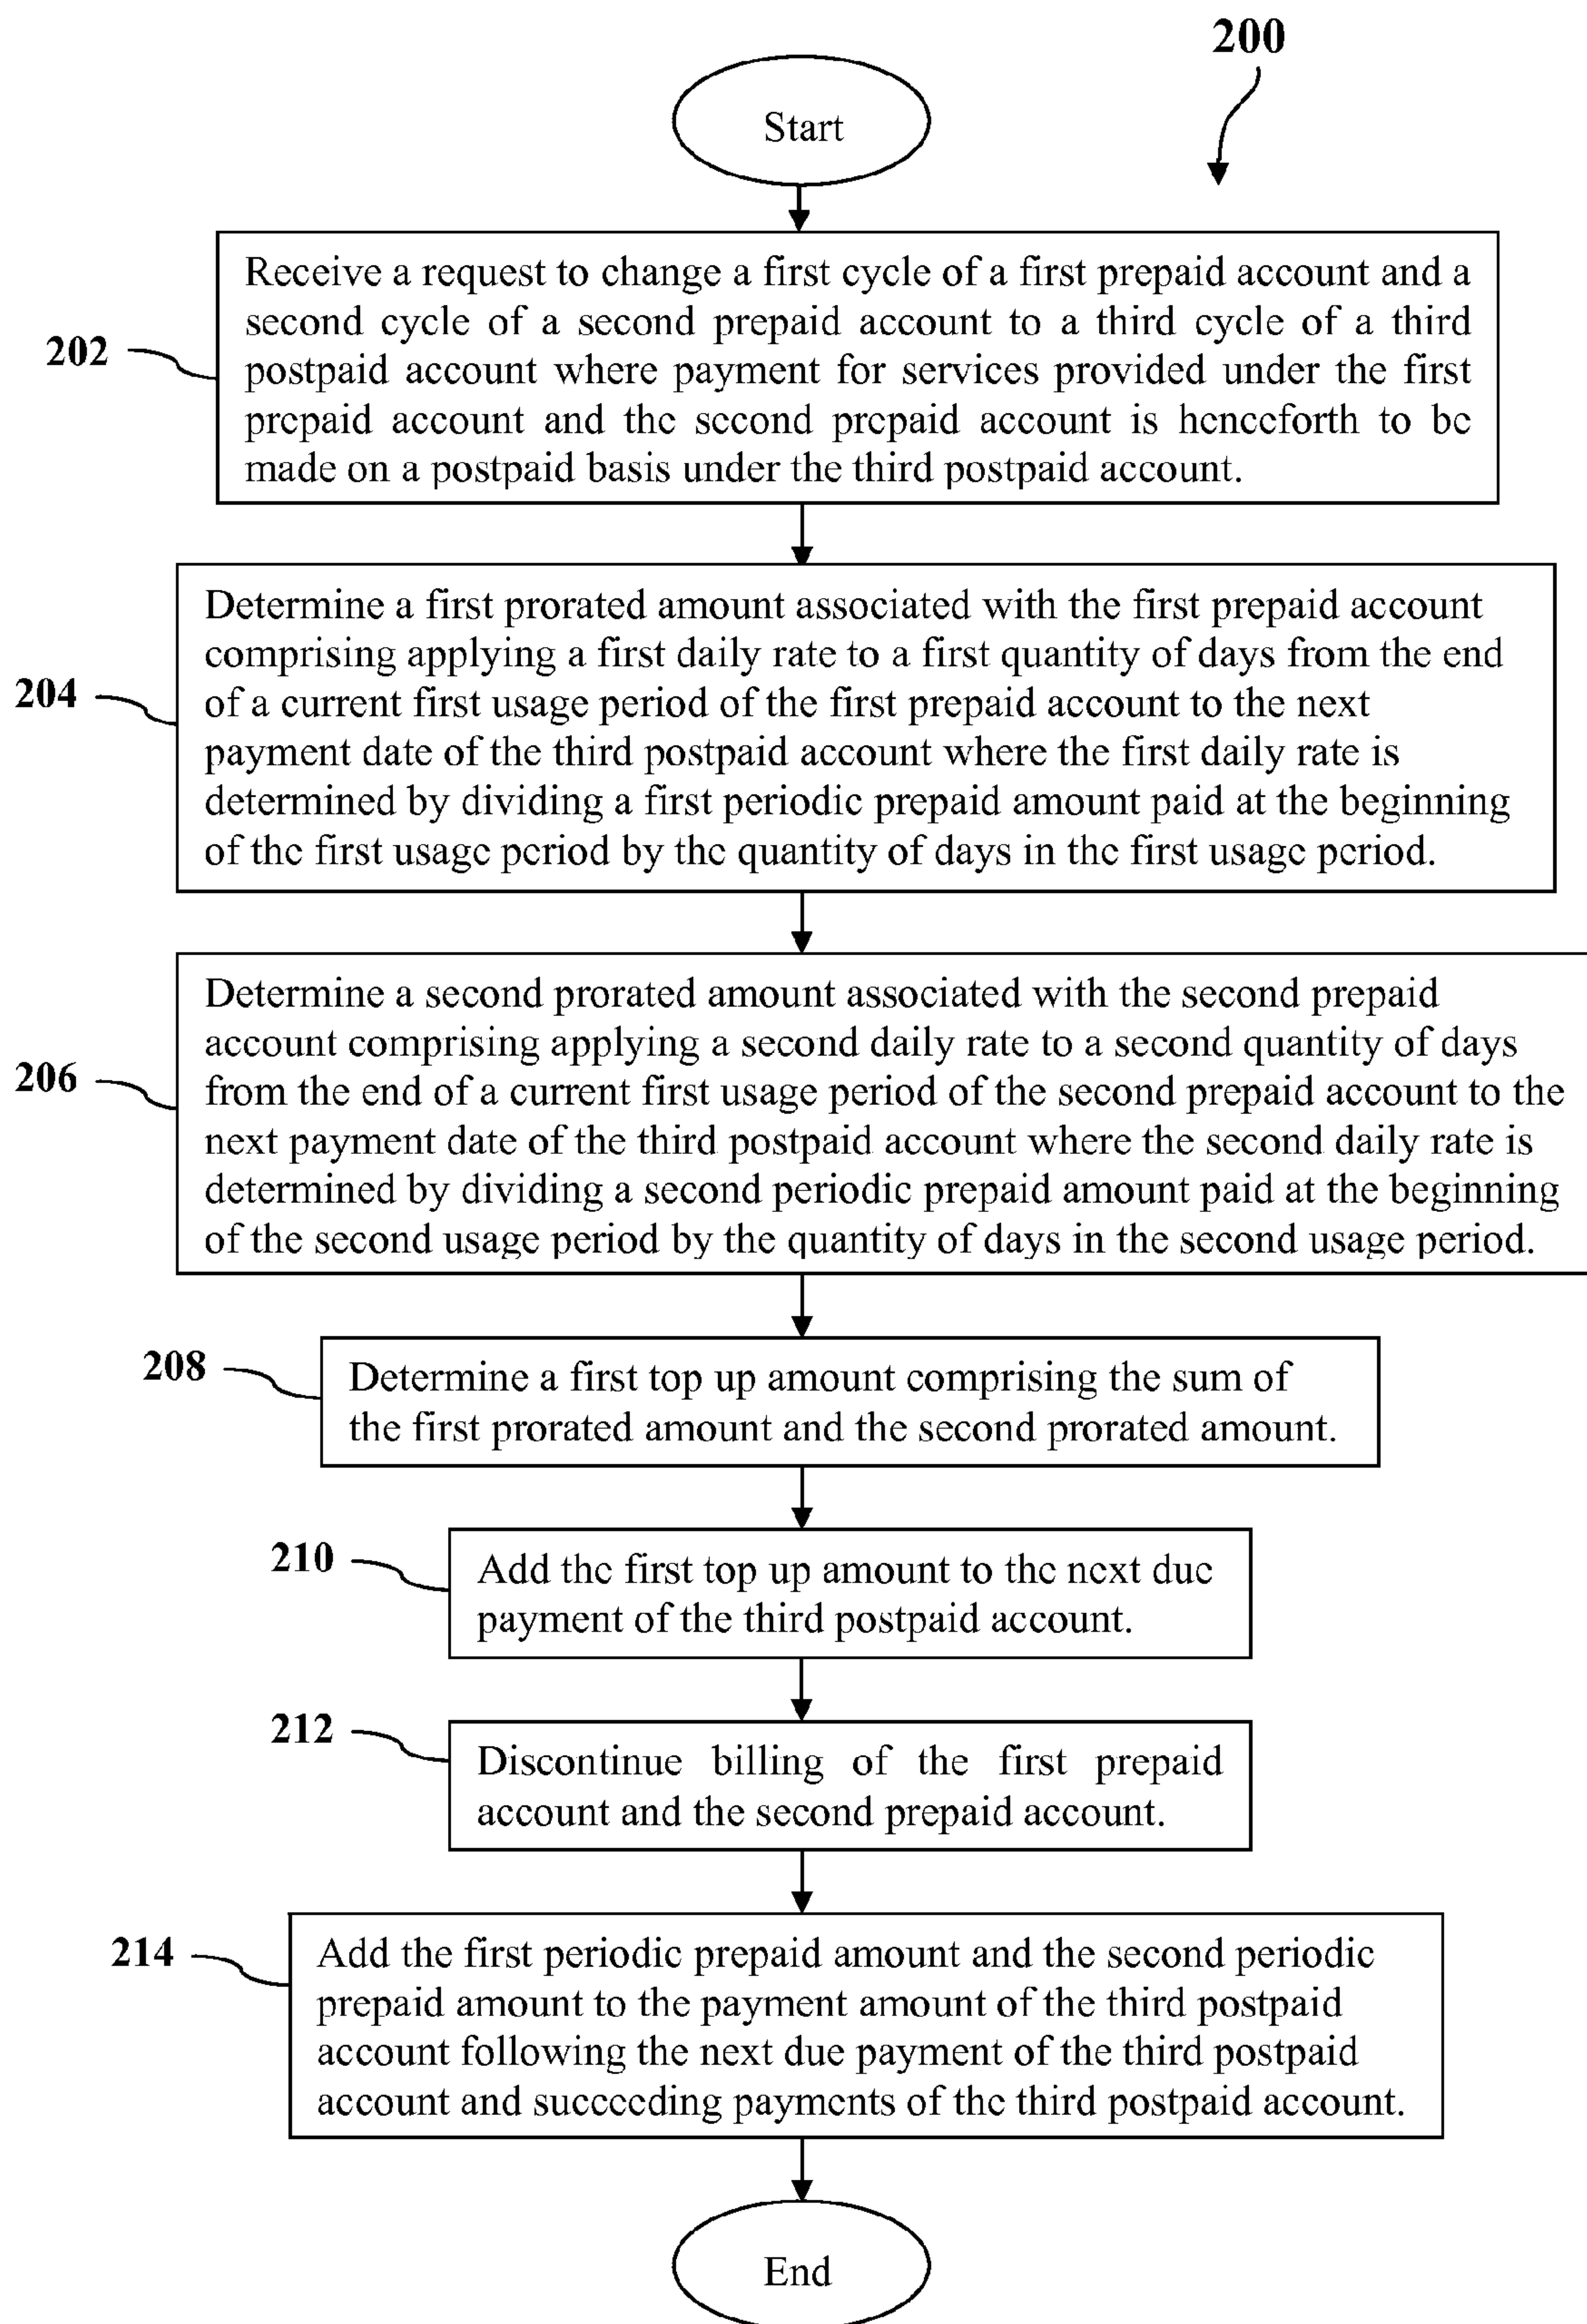 200
Start
202
Receive a request to change a first cycle of a first prepaid account and a
second cycle of a second prepaid account to a third cycle of a third
postpaid account where payment for services provided under the first
prepaid account and the second prepaid account is henceforth to be
made on a postpaid basis under the third postpaid account.
204
Determine a first prorated amount associated with the first prepaid account
comprising applying a first daily rate to a first quantity of days from the end
of a current first usage period of the first prepaid account to the next
payment date of the third postpaid account where the first daily rate is
determined by dividing a first periodic prepaid amount paid at the beginning
of the first usage period by the quantity of days in the first usage period.
206
Determine a second prorated amount associated with the second prepaid
account comprising applying a second daily rate to a second quantity of days
from the end of a current first usage period of the second prepaid account to the
next payment date of the third postpaid account where the second daily rate is
determined by dividing a second periodic prepaid amount paid at the beginning
of the second usage period by the quantity of days in the second usage period.
208
Determine a first top up amount comprising the sum of
the first prorated amount and the second prorated amount.
210
Add the first top up amount to the next due
payment of the third postpaid account.
212
Discontinue billing of the first prepaid
account and the second prepaid account.
214
Add the first periodic prepaid amount and the second periodic
prepaid amount to the payment amount of the third postpaid
account following the next due payment of the third postpaid
account and succeeding payments of the third postpaid account.
End